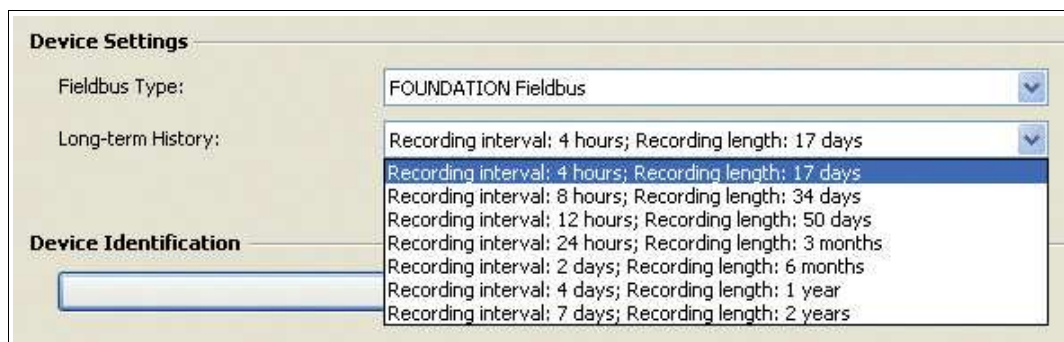 Device Settings
Fieldbus Type: FOUNDATION Fieldbus
Long-term History: Recording interval: 4 hours; Recording length: 17 days
Recording interval: 4 hours; Recording length: 17 days
Recording interval: 8 hours; Recording length: 34 days
Recording interval: 12 hours; Recording length: 50 days
Device Identification
Recording interval: 24 hours; Recording length: 3 months
Recording interval: 2 days; Recording length: 6 months
Recording interval: 4 days; Recording length: 1 year
Recording interval: 7 days; Recording length: 2 years